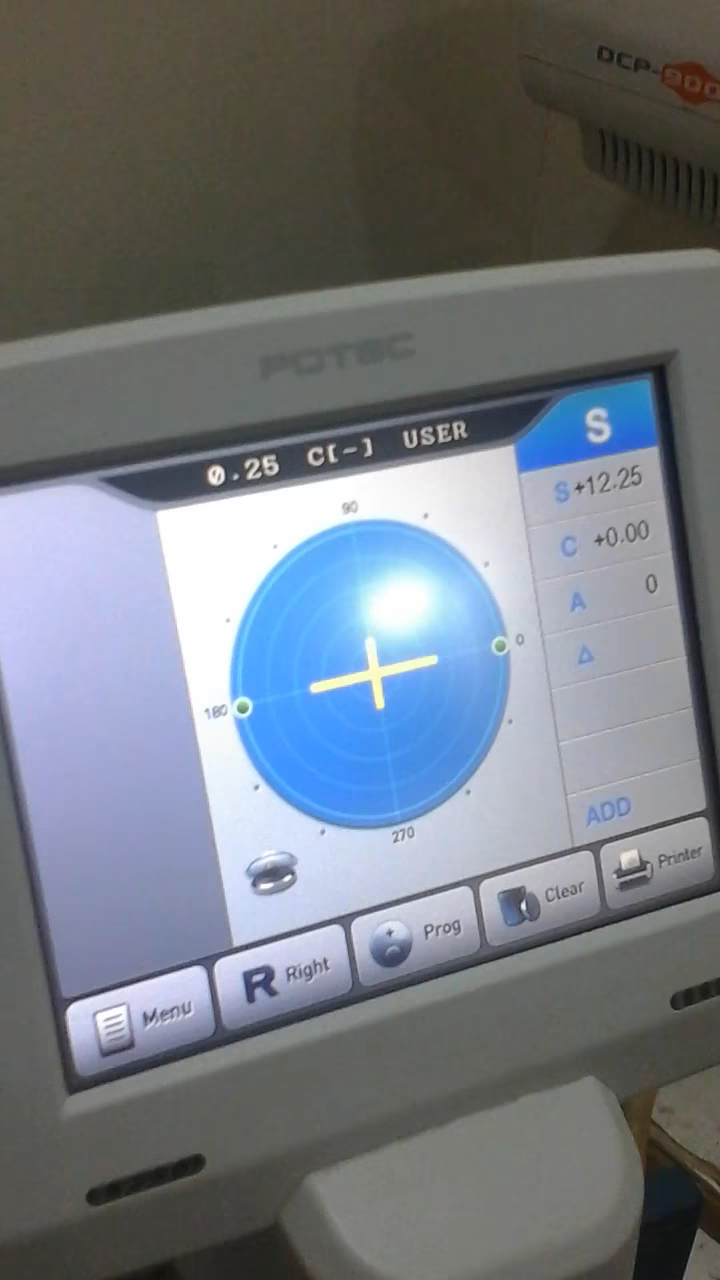 DCP-900
POTEC
0.25 C[-] USER
S
S +12.25
C +0.00
A 0
Δ
ADD
90
0
180
270
Menu
R Right
Prog
Clear
Printer